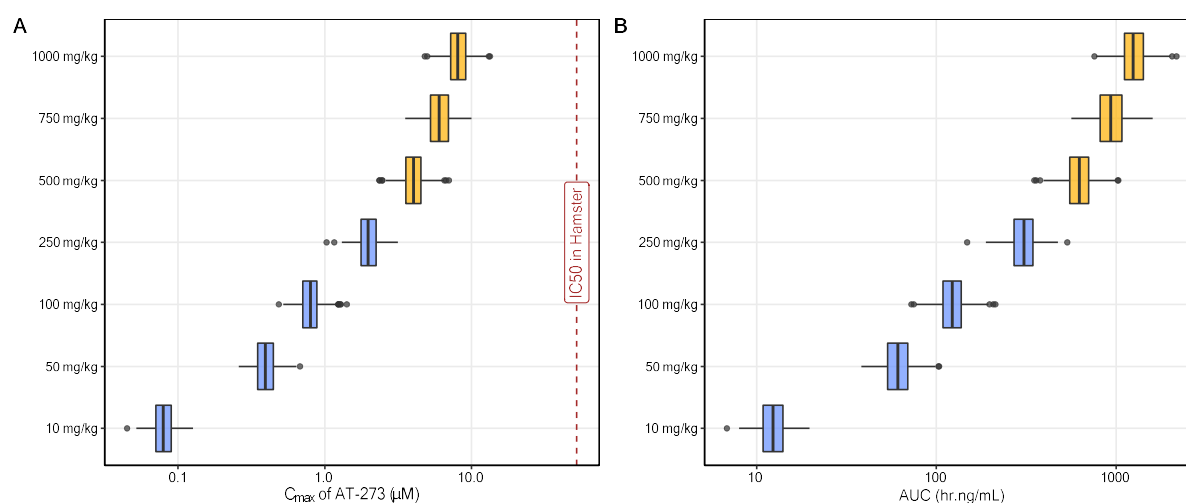 A
1000 mg/kg
750 mg/kg
500 mg/kg
250 mg/kg
100 mg/kg
50 mg/kg
10 mg/kg
IC50 in Hamster
0.1
1.0
10.0
Cmax of AT-273 (μM)
B
1000 mg/kg
750 mg/kg
500 mg/kg
250 mg/kg
100 mg/kg
50 mg/kg
10 mg/kg
10
100
1000
AUC (hr.ng/mL)